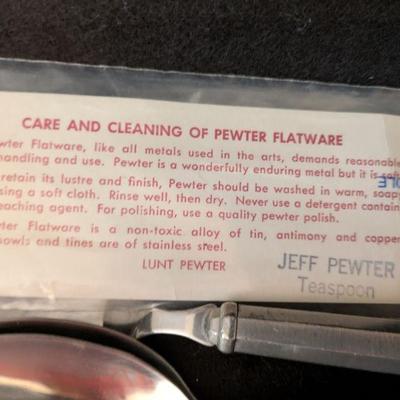 CARE AND CLEANING OF PEWTER FLATWARE
wter Flatware, like all metals used in the arts, demands reasonable
handling and use. Pewter is a wonderfully enduring metal but it is soft
retain its lustre and finish, Pewter should be washed in warm, soapy
sing a soft cloth. Rinse well, then dry. Never use a detergent contain
eaching agent. For polishing, use a quality pewter polish.
ter Flatware is a non-toxic alloy of tin, antimony and copper
bowls and tines are of stainless steel.
LUNT PEWTER
JEFF PEWTER
Teaspoon